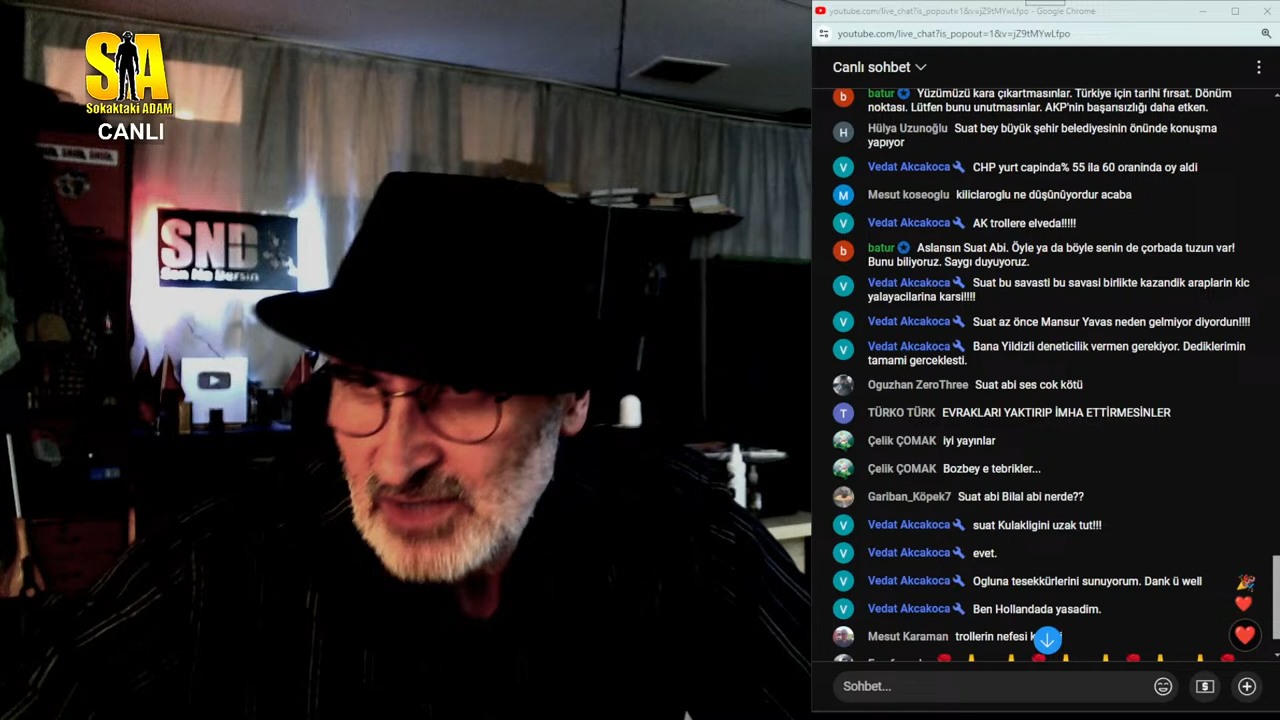 SA
Sokaktaki ADAM
CANLI
SND
Sen Ne Dersin
youtube.com/live_chat?is_popout=1&v=jZ9tMYwLfpo - Google Chrome
youtube.com/live_chat?is_popout=1&v=jZ9tMYwLfpo
Canlı sohbet
batur Yüzümüzü kara çıkartmasınlar. Türkiye için tarihi fırsat. Dönüm
noktası. Lütfen bunu unutmasınlar. AKP'nin başarısızlığı daha etken.
Hülya Uzunoğlu Suat bey büyük şehir belediyesinin önünde konuşma
yapıyor
Vedat Akcakoca CHP yurt capinda% 55 ila 60 oraninda oy aldi
Mesut koseoglu kiliclaroglu ne düşünüyordur acaba
Vedat Akcakoca AK trollere elveda!!!!!
batur Aslansın Suat Abi. Öyle ya da böyle senin de çorbada tuzun var!
Bunu biliyoruz. Saygı duyuyoruz.
Vedat Akcakoca Suat bu savasti bu savasi birlikte kazandik araplarin kic
yalayacilarina karsi!!!!
Vedat Akcakoca Suat az önce Mansur Yavas neden gelmiyor diyordun!!!!
Vedat Akcakoca Bana Yildizli deneticilik vermen gerekiyor. Dediklerimin
tamami gerceklesti.
Oguzhan ZeroThree Suat abi ses cok kötü
TÜRKO TÜRK EVRAKLARI YAKTIRIP İMHA ETTİRMESİNLER
Çelik ÇOMAK iyi yayınlar
Çelik ÇOMAK Bozbey e tebrikler...
Gariban_Köpek7 Suat abi Bilal abi nerde??
Vedat Akcakoca suat Kulakligini uzak tut!!!
Vedat Akcakoca evet.
Vedat Akcakoca Ogluna tesekkürlerini sunuyorum. Dank ü well
Vedat Akcakoca Ben Hollandada yasadim.
Mesut Karaman trollerin nefesi
Sohbet...